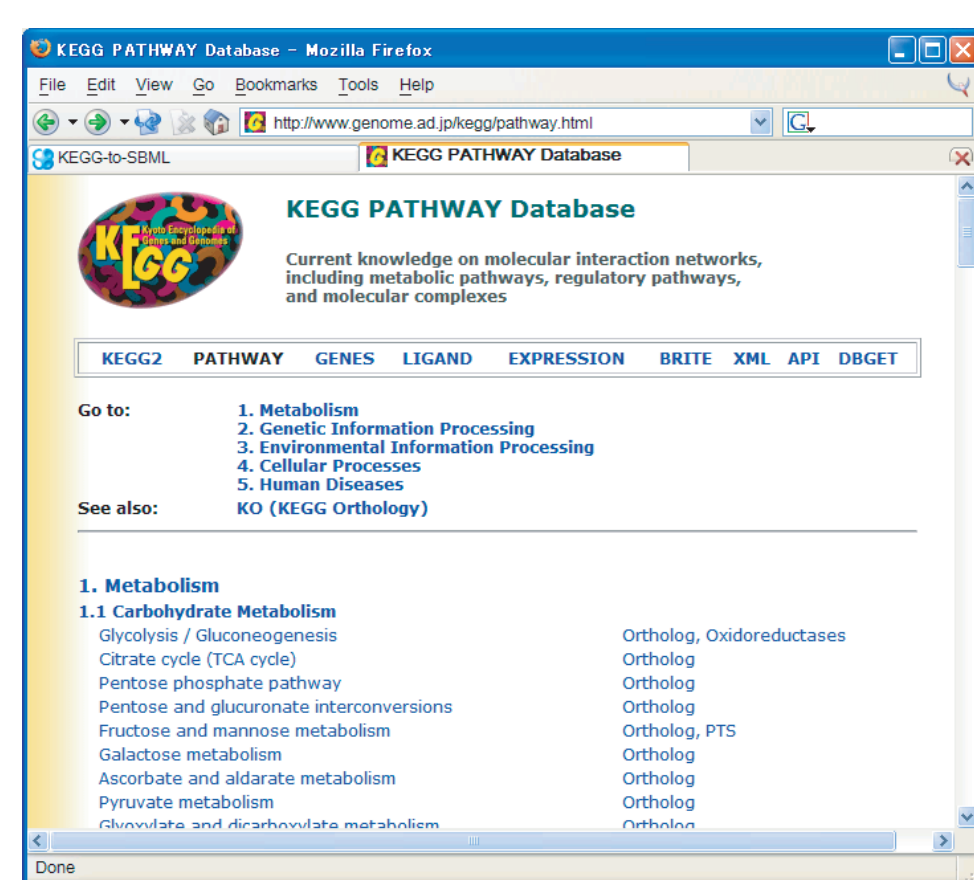 KEGG PATHWAY Database - Mozilla Firefox
File Edit View Go Bookmarks Tools Help
http://www.genome.ad.jp/kegg/pathway.html G
KEGG-to-SBML KEGG PATHWAY Database
KEGG Kyoto Encyclopedia of
Genes and Genomes
KEGG PATHWAY Database
Current knowledge on molecular interaction networks,
including metabolic pathways, regulatory pathways,
and molecular complexes
KEGG2 PATHWAY GENES LIGAND EXPRESSION BRITE XML API DBGET
Go to: 1. Metabolism
2. Genetic Information Processing
3. Environmental Information Processing
4. Cellular Processes
5. Human Diseases
See also: KO (KEGG Orthology)
1. Metabolism
1.1 Carbohydrate Metabolism
Glycolysis / Gluconeogenesis Ortholog, Oxidoreductases
Citrate cycle (TCA cycle) Ortholog
Pentose phosphate pathway Ortholog
Pentose and glucuronate interconversions Ortholog
Fructose and mannose metabolism Ortholog, PTS
Galactose metabolism Ortholog
Ascorbate and aldarate metabolism Ortholog
Pyruvate metabolism Ortholog
Glyoxylate and dicarboxylate metabolism Ortholog
Done